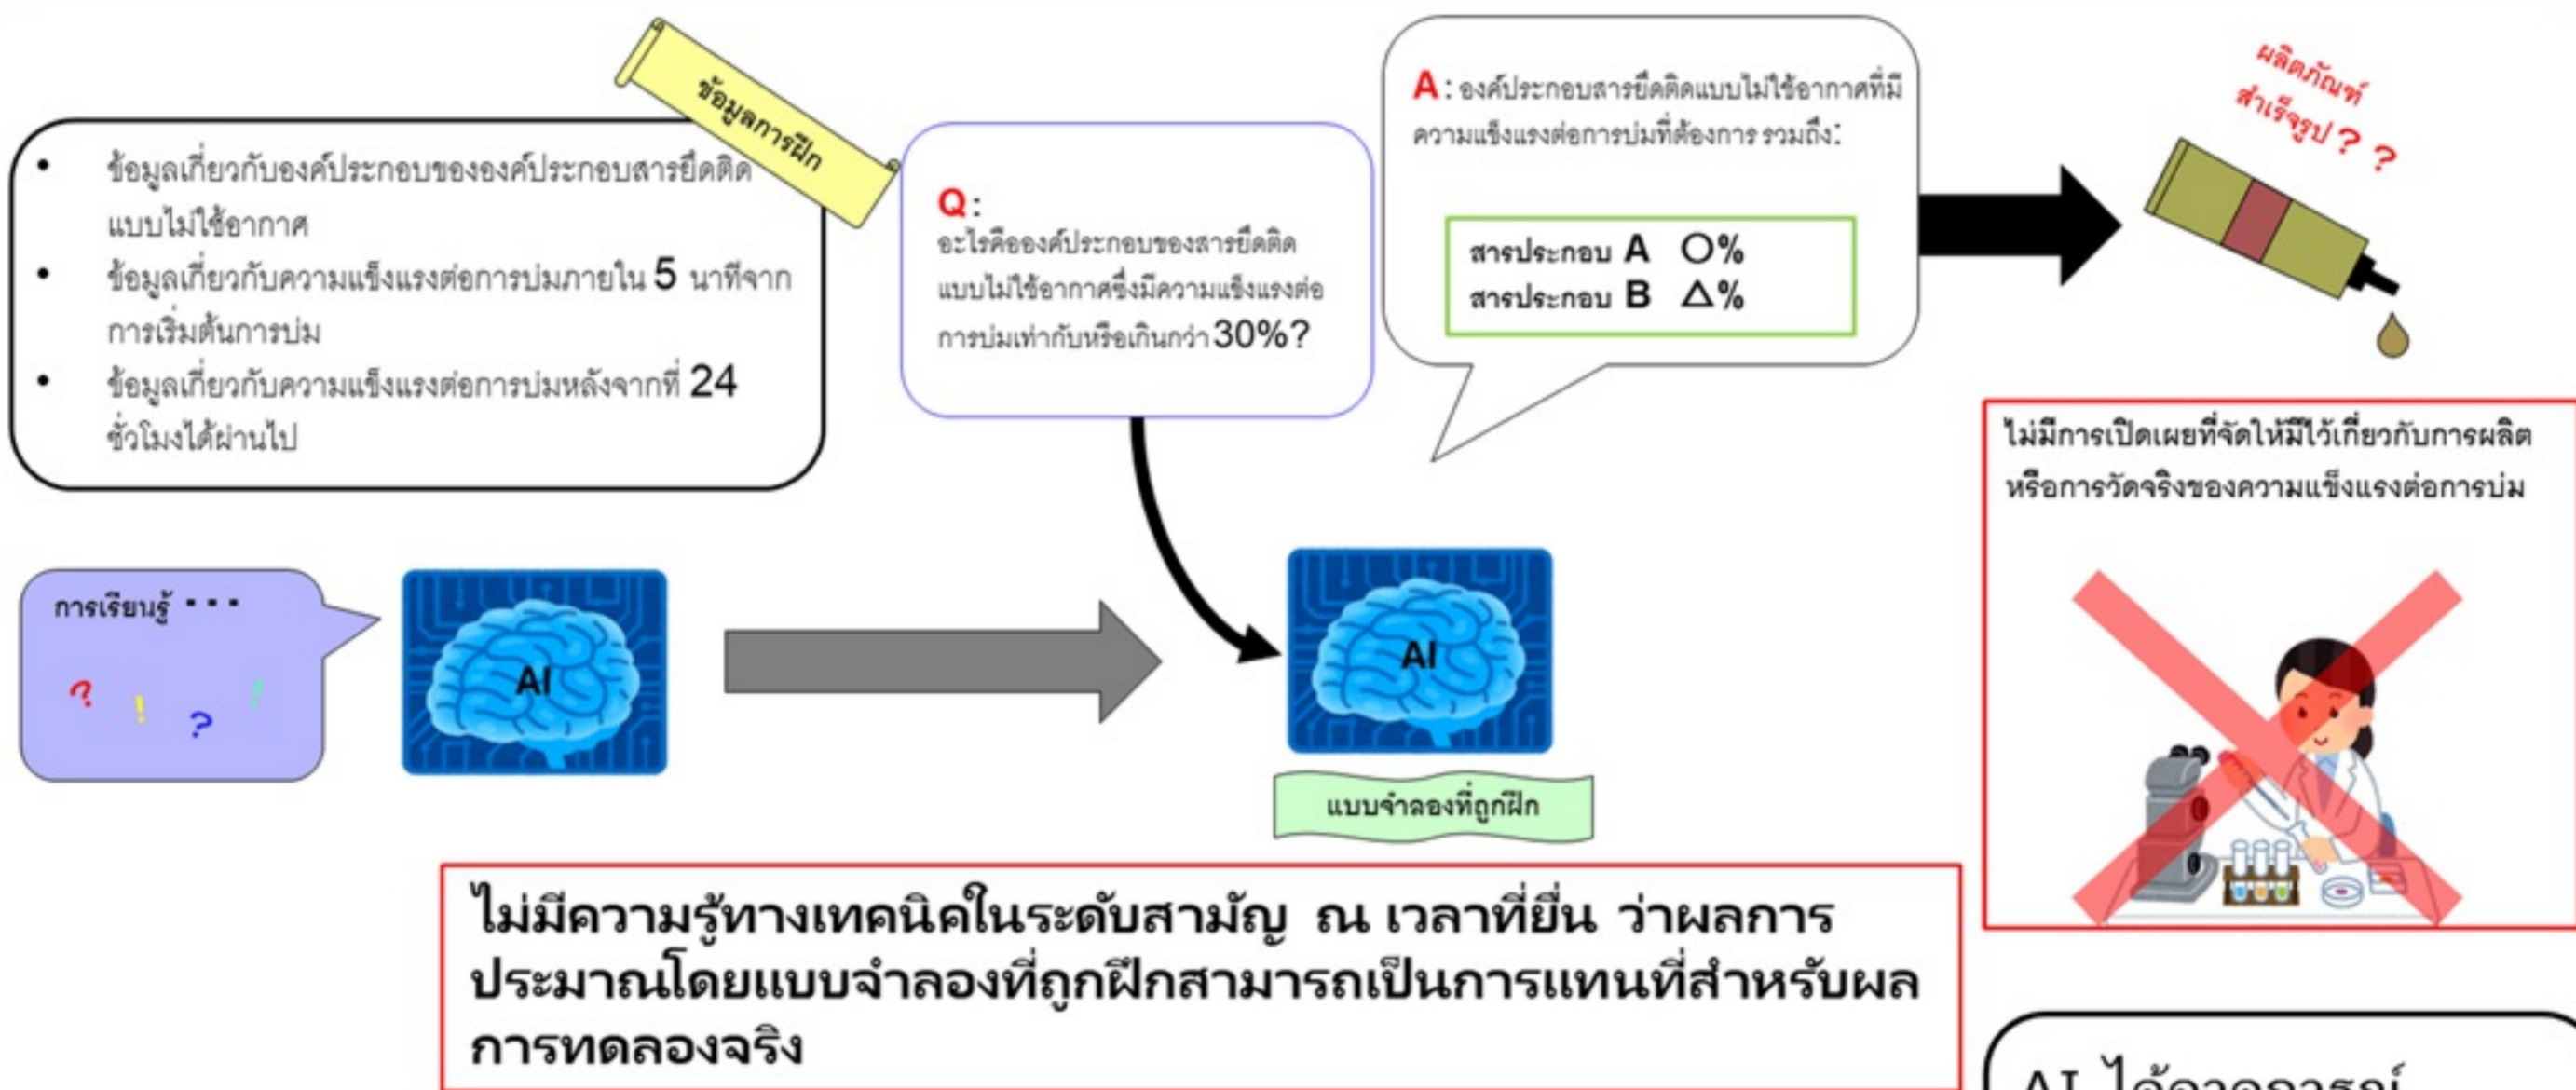 ข้อมูลการฝึก
• ข้อมูลเกี่ยวกับองค์ประกอบขององค์ประกอบสารยึดติด
แบบไม่ใช้อากาศ
• ข้อมูลเกี่ยวกับความแข็งแรงต่อการบ่มภายใน 5 นาทีจาก
การเริ่มต้นการบ่ม
• ข้อมูลเกี่ยวกับความแข็งแรงต่อการบ่มหลังจากที่ 24
ชั่วโมงได้ผ่านไป
Q:
อะไรคือองค์ประกอบของสารยึดติด
แบบไม่ใช้อากาศซึ่งมีความแข็งแรงต่อ
การบ่มเท่ากับหรือเกินกว่า 30%?
A: องค์ประกอบสารยึดติดแบบไม่ใช้อากาศที่มี
ความแข็งแรงต่อการบ่มที่ต้องการ รวมถึง:
สารประกอบ A ○%
สารประกอบ B △%
ผลิตภัณฑ์
สำเร็จรูป ? ?
ไม่มีการเปิดเผยที่จัดให้มีไว้เกี่ยวกับการผลิต
หรือการวัดจริงของความแข็งแรงต่อการบ่ม
การเรียนรู้ ・・・
? ! ? !
AI
AI
แบบจำลองที่ถูกฝึก
ไม่มีความรู้ทางเทคนิคในระดับสามัญ ณ เวลาที่ยื่น ว่าผลการ
ประมาณโดยแบบจำลองที่ถูกฝึกสามารถเป็นการแทนที่สำหรับผล
การทดลองจริง